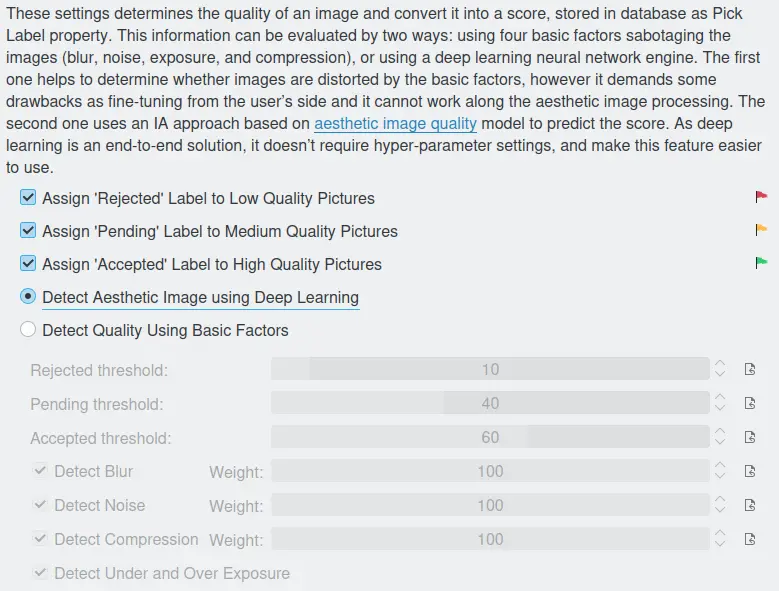 These settings determines the quality of an image and convert it into a score, stored in database as Pick
Label property. This information can be evaluated by two ways: using four basic factors sabotaging the
images (blur, noise, exposure, and compression), or using a deep learning neural network engine. The first
one helps to determine whether images are distorted by the basic factors, however it demands some
drawbacks as fine-tuning from the user’s side and it cannot work along the aesthetic image processing. The
second one uses an IA approach based on aesthetic image quality model to predict the score. As deep
learning is an end-to-end solution, it doesn’t require hyper-parameter settings, and make this feature easier
to use.
Assign 'Rejected' Label to Low Quality Pictures
Assign 'Pending' Label to Medium Quality Pictures
Assign 'Accepted' Label to High Quality Pictures
Detect Aesthetic Image using Deep Learning
Detect Quality Using Basic Factors
Rejected threshold: 10
Pending threshold: 40
Accepted threshold: 60
Detect Blur Weight: 100
Detect Noise Weight: 100
Detect Compression Weight: 100
Detect Under and Over Exposure